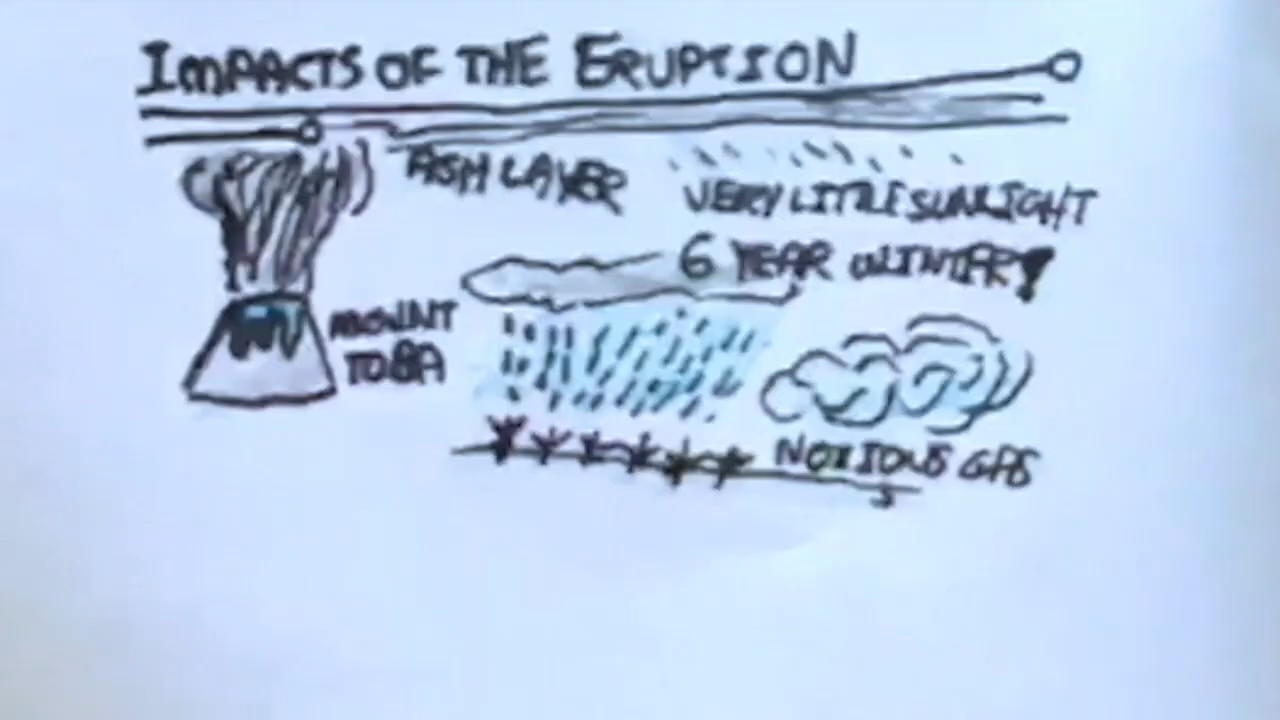 IMPACTS OF THE ERUPTION
ASH LAYER
VERY LITTLE SUNLIGHT
6 YEAR WINTER!
MOUNT
TOBA
NOXIOUS GAS